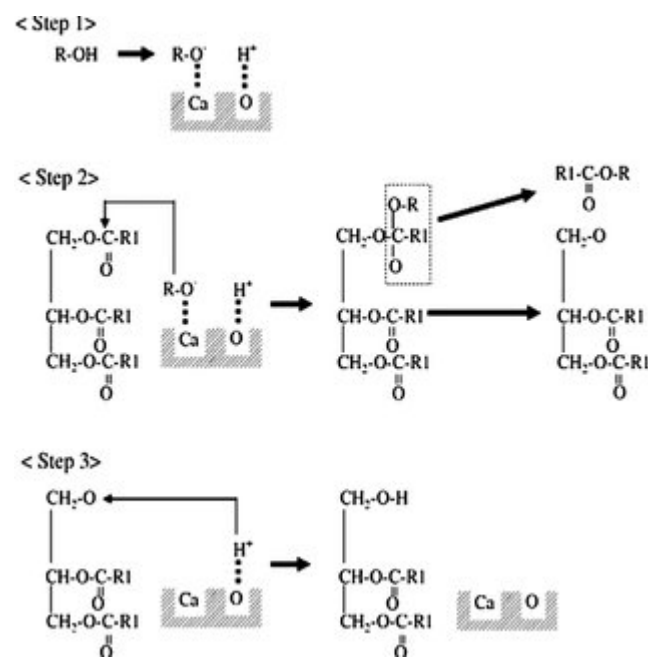 < Step 1>
R-OH R-O- H+
Ca O
< Step 2>
R1-C-O-R
O
O-R
CH2-O-C-R1
O
CH2-OC-R1
O
CH2-O
R-O- H+
CH-O-C-R1
O
Ca O
CH-O-C-R1
O
CH-O-C-R1
O
CH2-O-C-R1
O
CH2-O-C-R1
O
CH2-O-C-R1
O
< Step 3>
CH2-O
CH2-O-H
H+
CH-O-C-R1
O
Ca O
CH-O-C-R1
O
Ca O
CH2-O-C-R1
O
CH2-O-C-R1
O